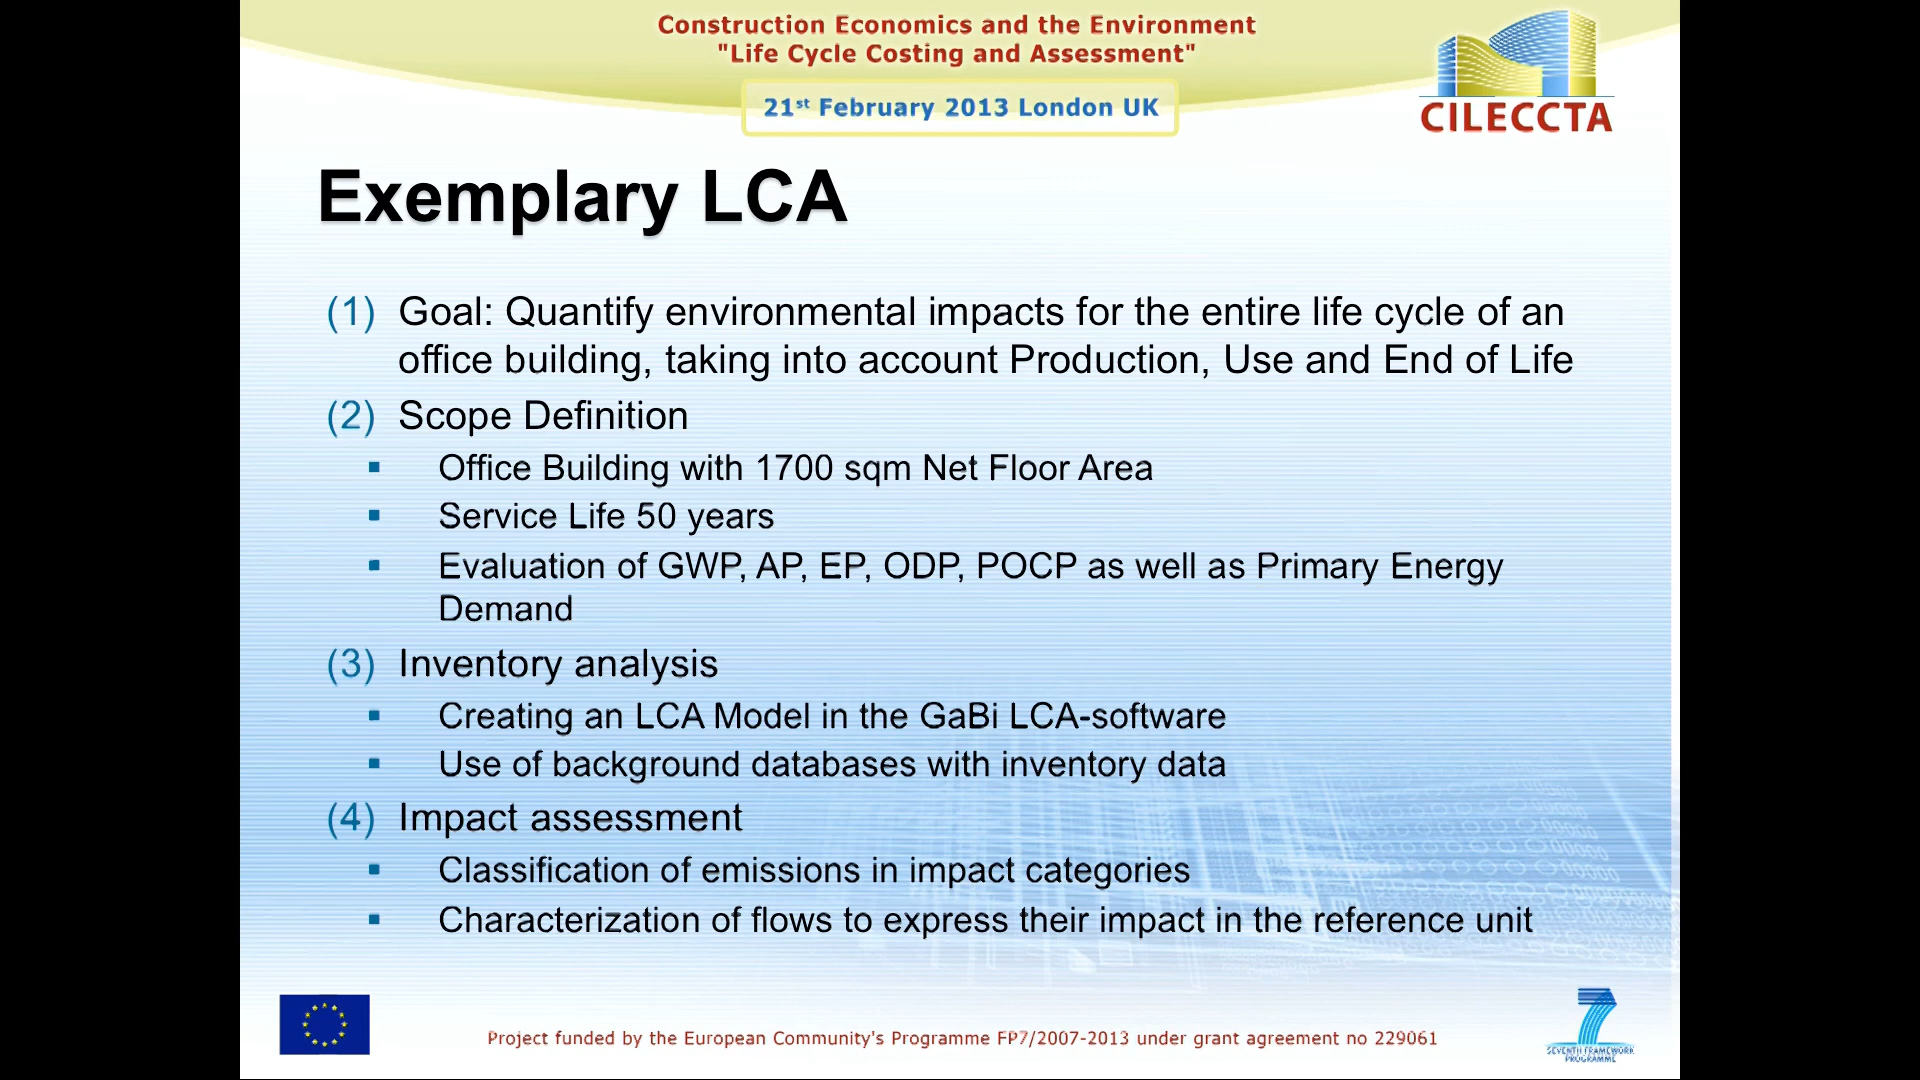 Construction Economics and the Environment
"Life Cycle Costing and Assessment"
21st February 2013 London UK
CILECCTA
Exemplary LCA
(1) Goal: Quantify environmental impacts for the entire life cycle of an
office building, taking into account Production, Use and End of Life
(2) Scope Definition
▪ Office Building with 1700 sqm Net Floor Area
▪ Service Life 50 years
▪ Evaluation of GWP, AP, EP, ODP, POCP as well as Primary Energy
Demand
(3) Inventory analysis
▪ Creating an LCA Model in the GaBi LCA-software
▪ Use of background databases with inventory data
(4) Impact assessment
▪ Classification of emissions in impact categories
▪ Characterization of flows to express their impact in the reference unit
Project funded by the European Community's Programme FP7/2007-2013 under grant agreement no 229061
7
SEVENTH FRAMEWORK
PROGRAMME